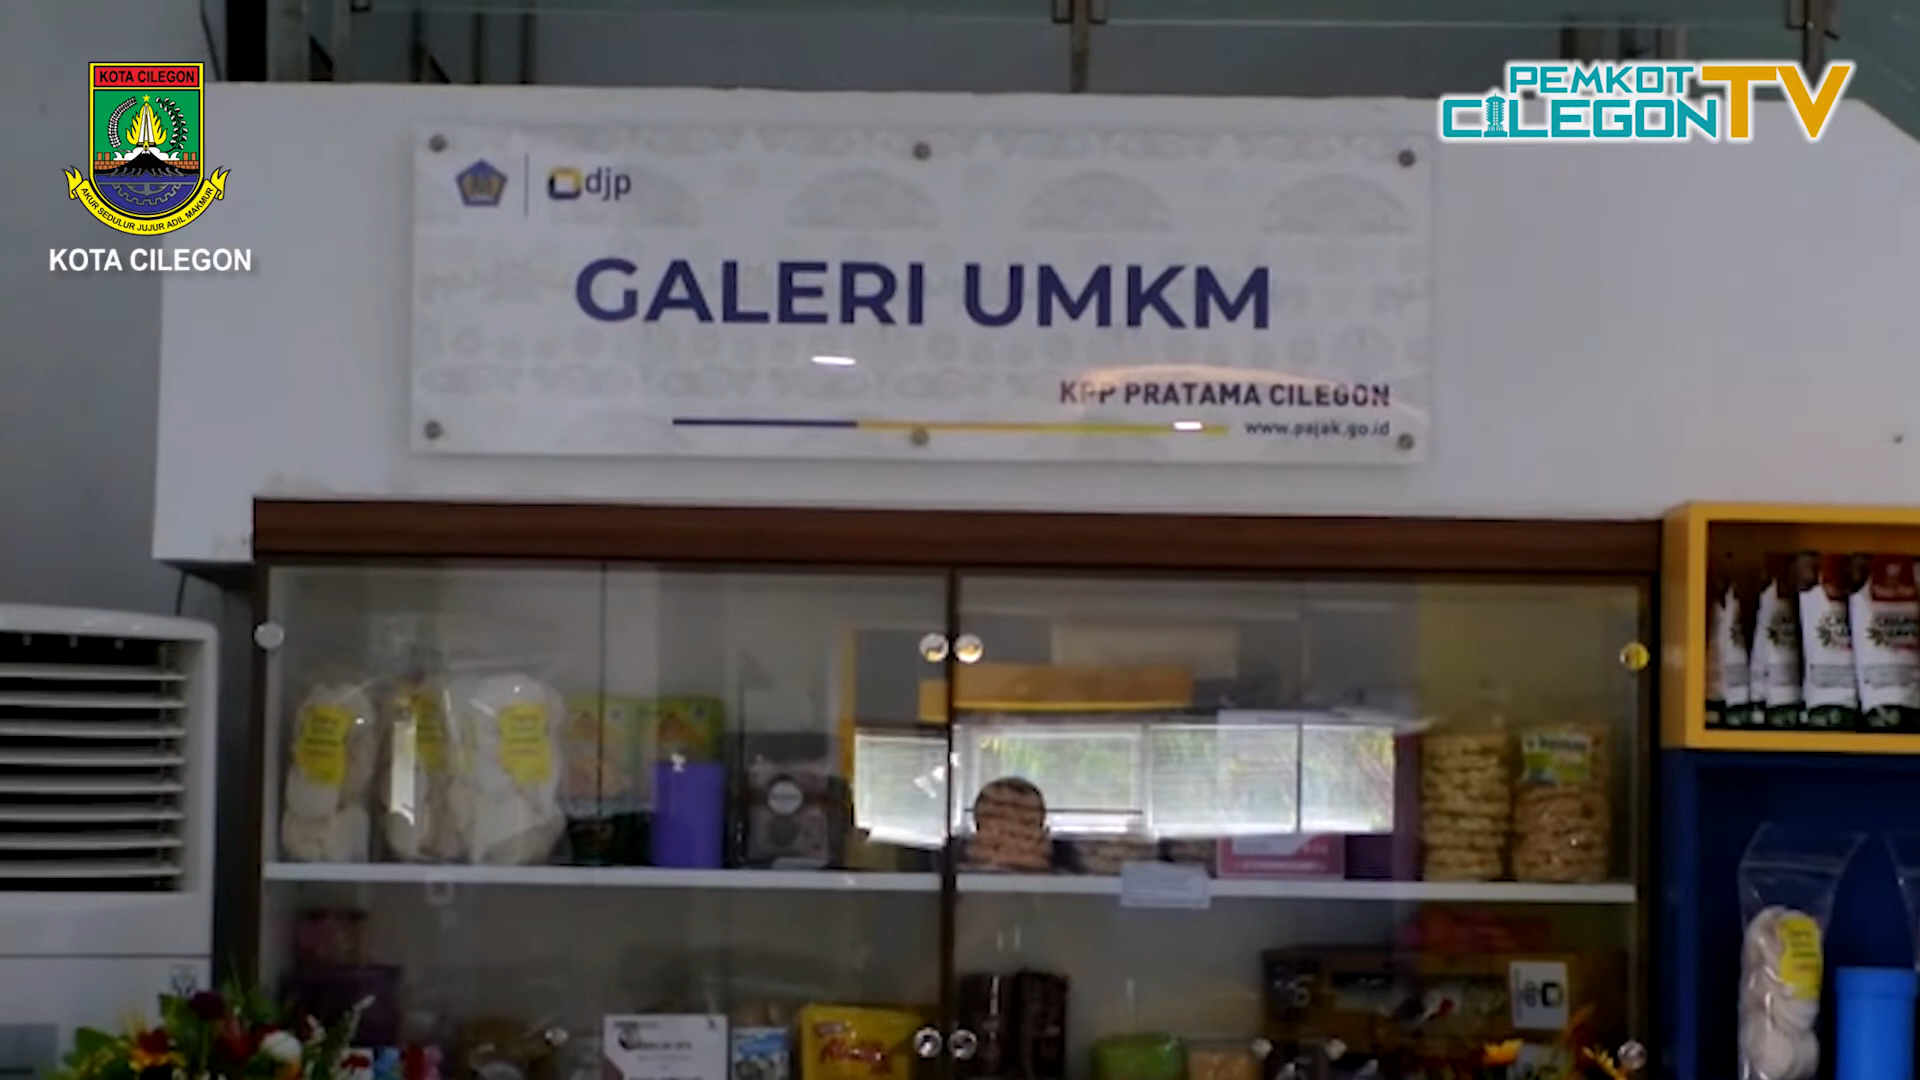 KOTA CILEGON
AKUR SEDULUR JUJUR ADIL MAKMUR
KOTA CILEGON
PEMKOT
CILEGON TV
djp
GALERI UMKM
KPP PRATAMA CILEGON
www.pajak.go.id